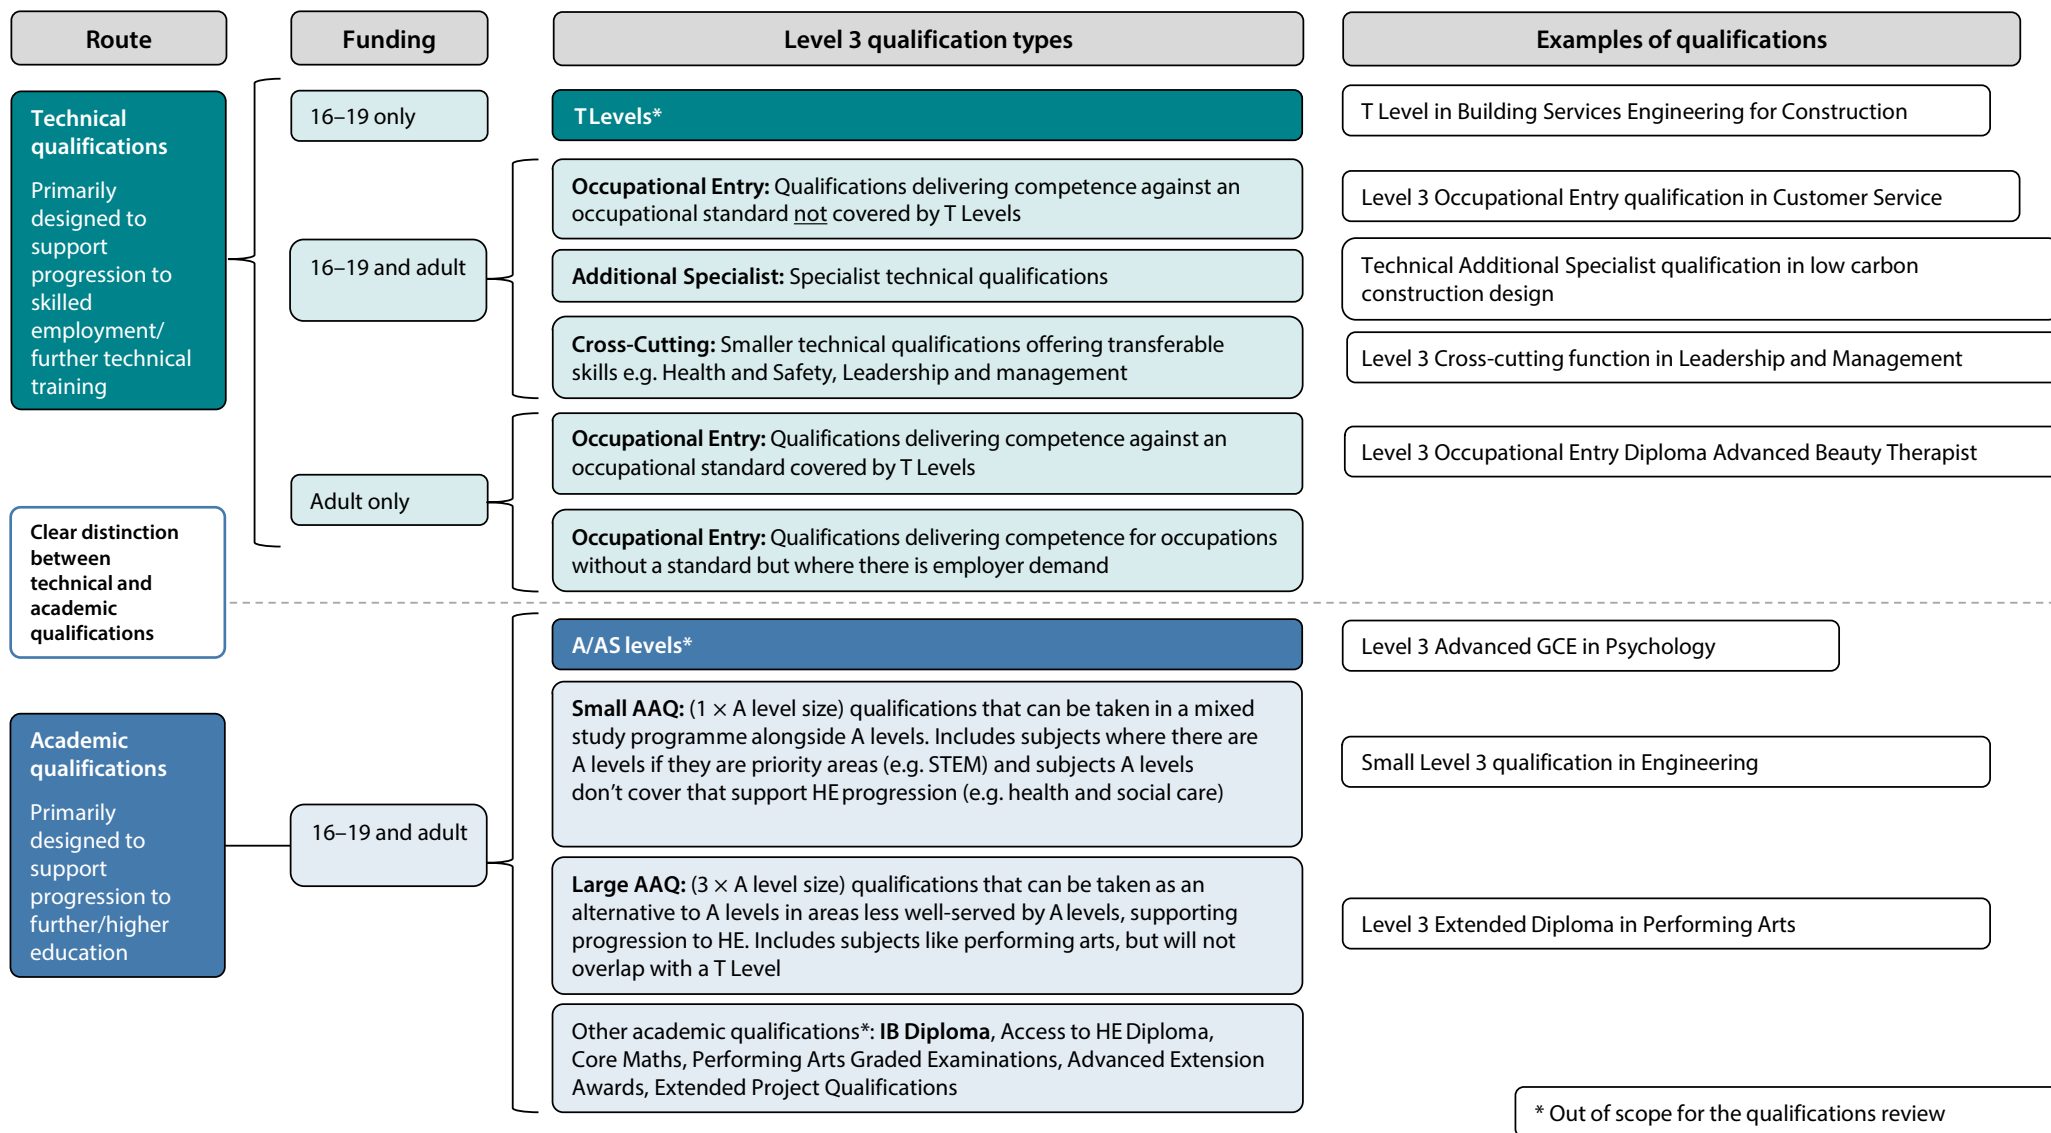 Route
Funding
Level 3 qualification types
Examples of qualifications
Technical
qualifications
Primarily
designed to
support
progression to
skilled
employment/
further technical
training
16–19 only
T Levels*
T Level in Building Services Engineering for Construction
16–19 and adult
Occupational Entry: Qualifications delivering competence against an
occupational standard not covered by T Levels
Level 3 Occupational Entry qualification in Customer Service
Additional Specialist: Specialist technical qualifications
Technical Additional Specialist qualification in low carbon
construction design
Cross-Cutting: Smaller technical qualifications offering transferable
skills e.g. Health and Safety, Leadership and management
Level 3 Cross-cutting function in Leadership and Management
Adult only
Occupational Entry: Qualifications delivering competence against an
occupational standard covered by T Levels
Level 3 Occupational Entry Diploma Advanced Beauty Therapist
Occupational Entry: Qualifications delivering competence for occupations
without a standard but where there is employer demand
Clear distinction
between
technical and
academic
qualifications
Academic
qualifications
Primarily
designed to
support
progression to
further/higher
education
16–19 and adult
A/AS levels*
Level 3 Advanced GCE in Psychology
Small AAQ: (1 × A level size) qualifications that can be taken in a mixed
study programme alongside A levels. Includes subjects where there are
A levels if they are priority areas (e.g. STEM) and subjects A levels
don’t cover that support HE progression (e.g. health and social care)
Small Level 3 qualification in Engineering
Large AAQ: (3 × A level size) qualifications that can be taken as an
alternative to A levels in areas less well-served by A levels, supporting
progression to HE. Includes subjects like performing arts, but will not
overlap with a T Level
Level 3 Extended Diploma in Performing Arts
Other academic qualifications*: IB Diploma, Access to HE Diploma,
Core Maths, Performing Arts Graded Examinations, Advanced Extension
Awards, Extended Project Qualifications
* Out of scope for the qualifications review